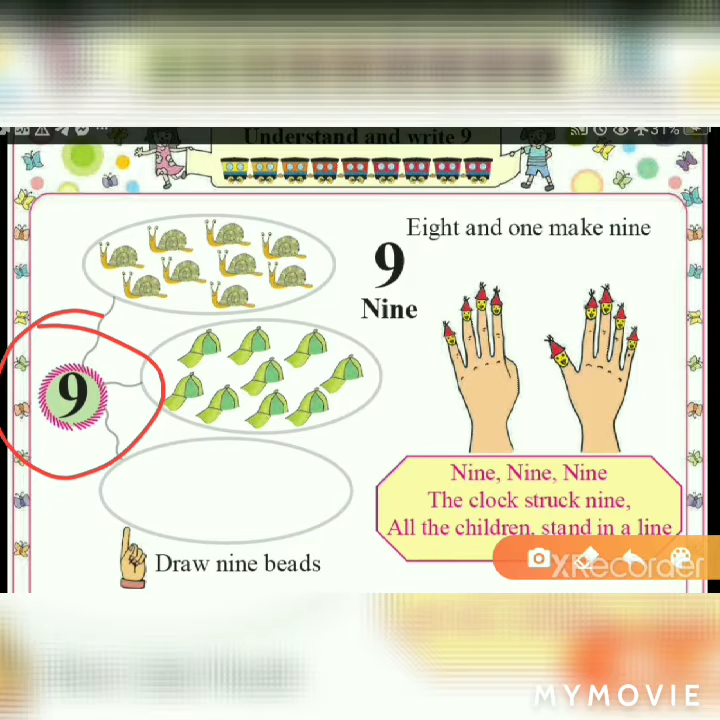 31%
Understand and write 9
Eight and one make nine
9
Nine
9
Nine, Nine, Nine
The clock struck nine,
All the children, stand in a line
Draw nine beads
XRecorder
MYMOVIE